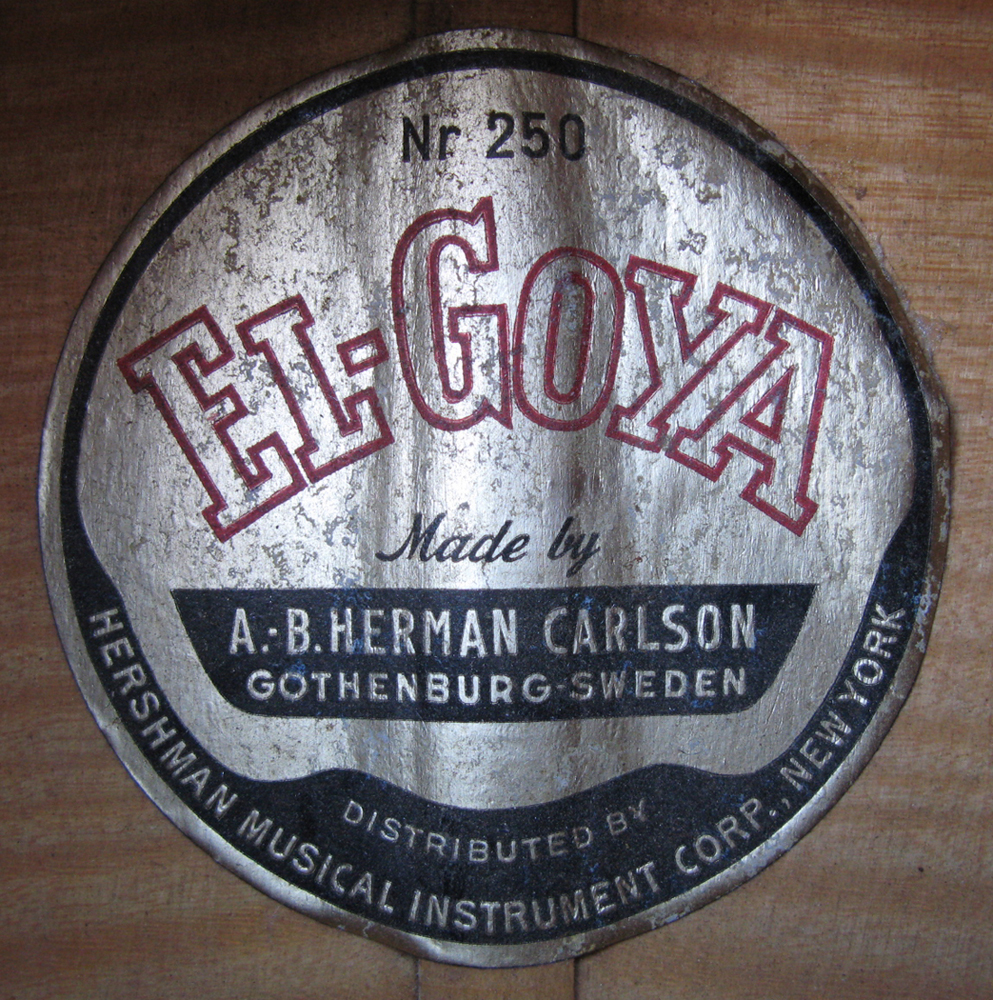 Nr 250
EL-GOYA
Made by
A.-B. HERMAN CARLSON
GOTHENBURG-SWEDEN
DISTRIBUTED BY
HERSHMAN MUSICAL INSTRUMENT CORP., NEW YORK